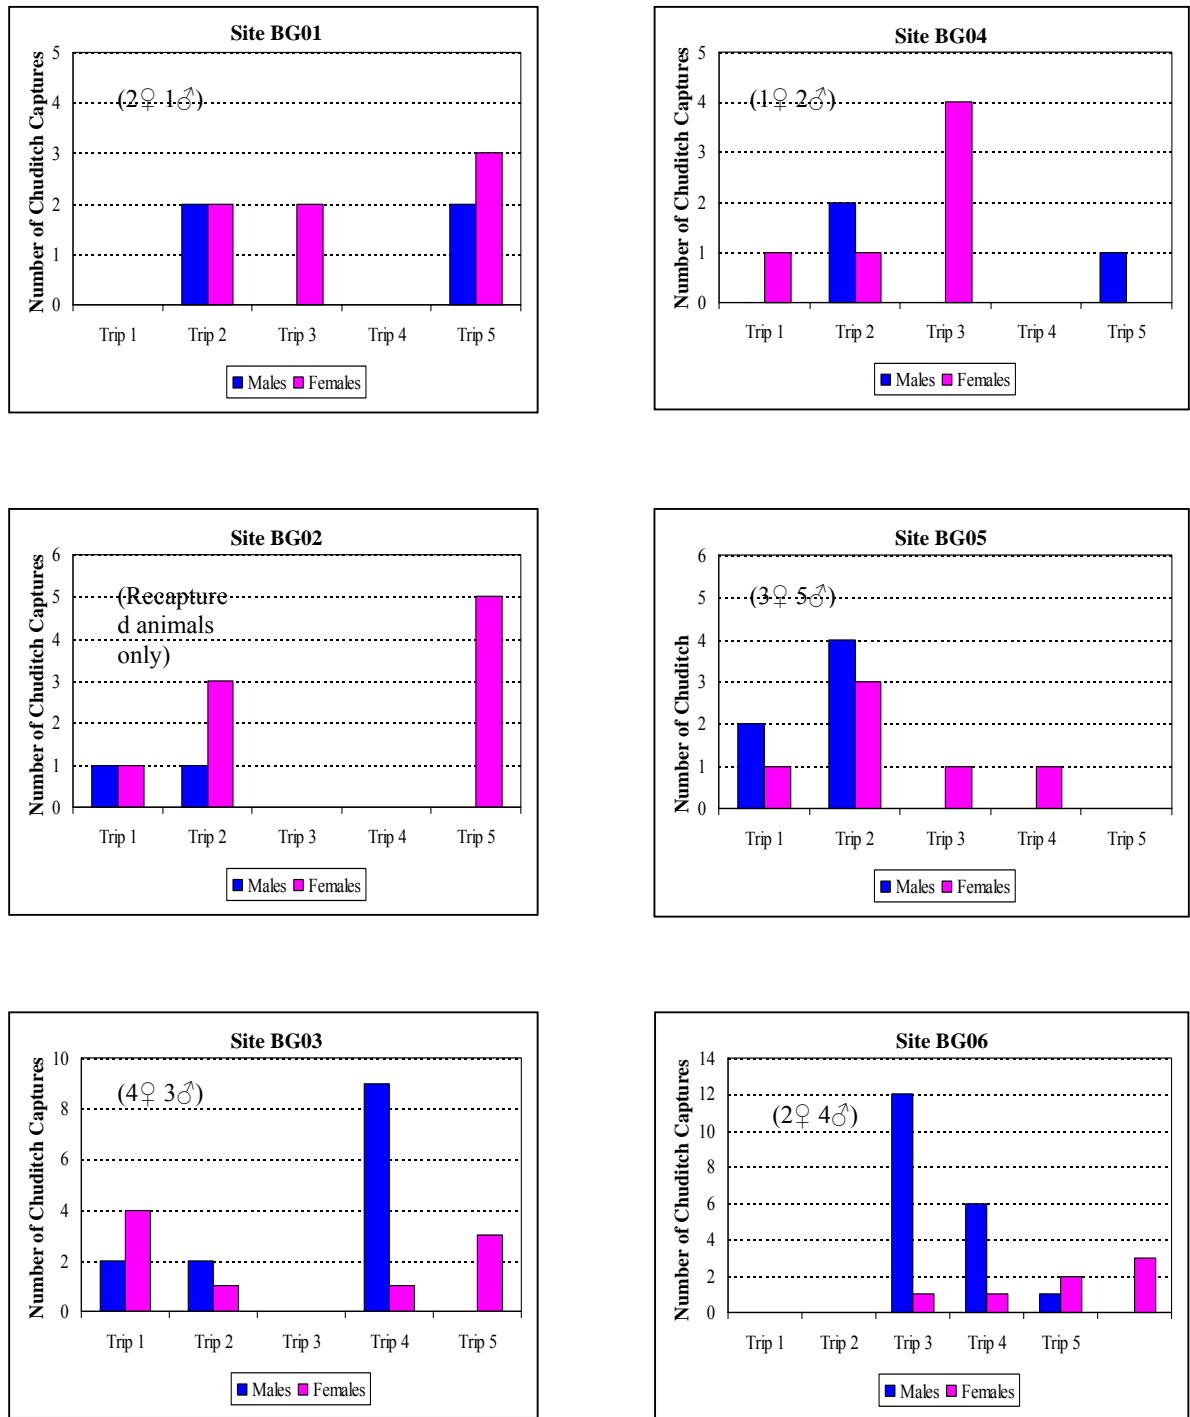 Site BG01
Number of Chuditch Captures
5
4
3
2
1
0
(2♀ 1♂)
Trip 1 Trip 2 Trip 3 Trip 4 Trip 5
Males Females
Site BG04
Number of Chuditch Captures
5
4
3
2
1
0
(1♀ 2♂)
Trip 1 Trip 2 Trip 3 Trip 4 Trip 5
Males Females
Site BG02
Number of Chuditch Captures
6
5
4
3
2
1
0
(Recapture
d animals
only)
Trip 1 Trip 2 Trip 3 Trip 4 Trip 5
Males Females
Site BG05
Number of Chuditch
6
5
4
3
2
1
0
(3♀ 5♂)
Trip 1 Trip 2 Trip 3 Trip 4 Trip 5
Males Females
Site BG03
Number of Chuditch Captures
10
8
6
4
2
0
(4♀ 3♂)
Trip 1 Trip 2 Trip 3 Trip 4 Trip 5
Males Females
Site BG06
Number of Chuditch Captures
14
12
10
8
6
4
2
0
(2♀ 4♂)
Trip 1 Trip 2 Trip 3 Trip 4 Trip 5
Males Females